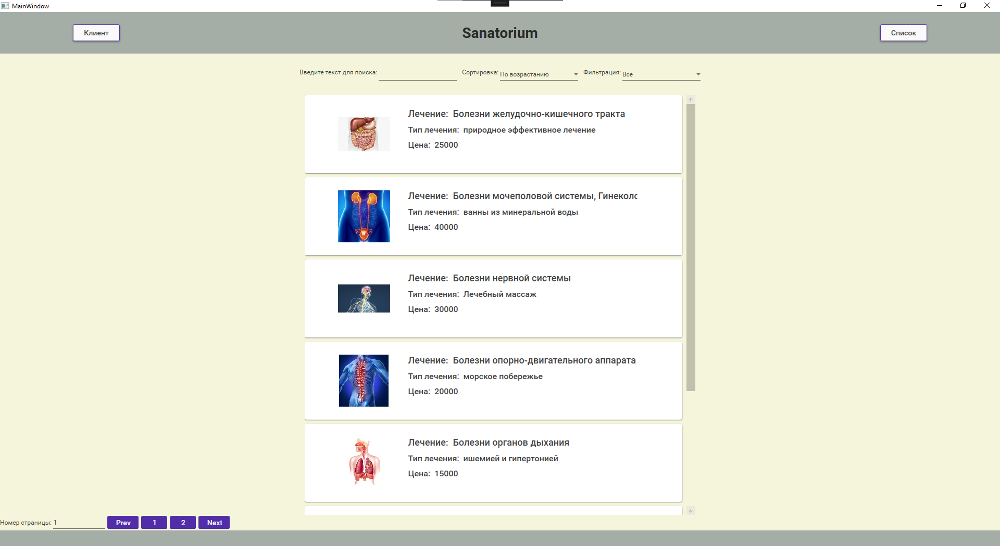 MainWindow
Клиент
Sanatorium
Список
Введите текст для поиска:
Сортировка: По возрастанию
Фильтрация: Все
Лечение: Болезни желудочно-кишечного тракта
Тип лечения: природное эффективное лечение
Цена: 25000
Лечение: Болезни мочеполовой системы, Гинеколо
Тип лечения: ванны из минеральной воды
Цена: 40000
Лечение: Болезни нервной системы
Тип лечения: Лечебный массаж
Цена: 30000
Лечение: Болезни опорно-двигательного аппарата
Тип лечения: морское побережье
Цена: 20000
Лечение: Болезни органов дыхания
Тип лечения: ишемией и гипертонией
Цена: 15000
Номер страницы: 1
Prev
1
2
Next